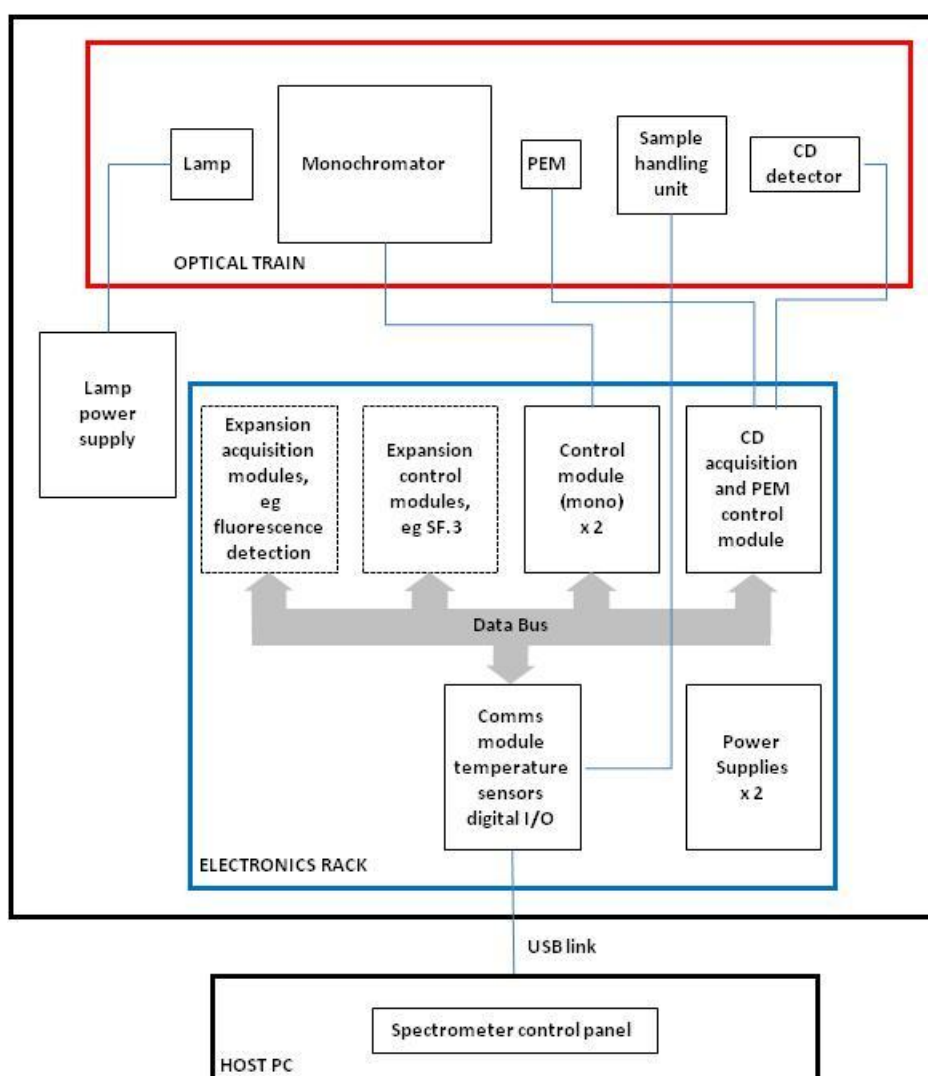 Lamp
Monochromator
PEM
Sample
handling
unit
CD
detector
OPTICAL TRAIN
Lamp
power
supply
Expansion
acquisition
modules,
eg
fluorescence
detection
Expansion
control
modules,
eg SF.3
Control
module
(mono)
x 2
CD
acquisition
and PEM
control
module
Data Bus
Comms
module
temperature
sensors
digital I/O
Power
Supplies
x 2
ELECTRONICS RACK
USB link
Spectrometer control panel
HOST PC